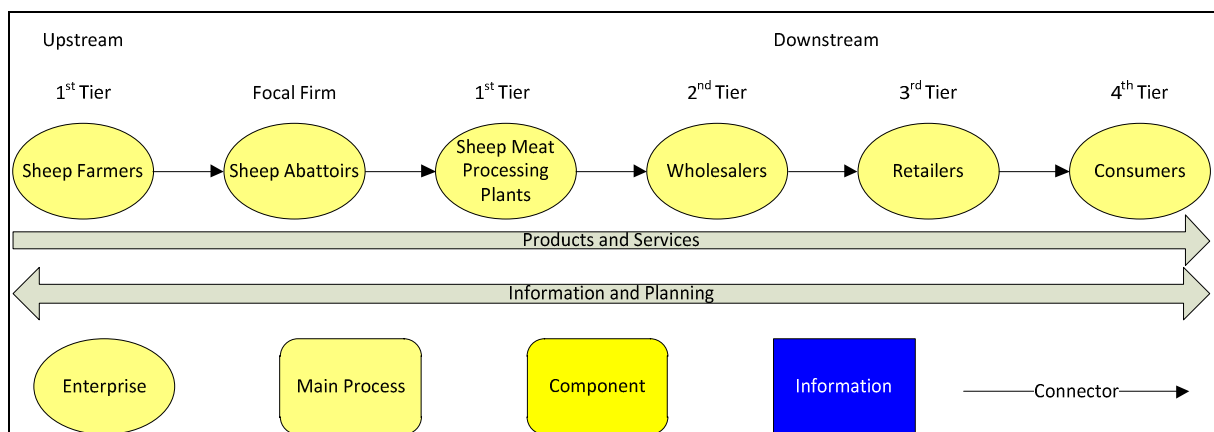 Upstream Downstream
1st Tier Focal Firm 1st Tier 2nd Tier 3rd Tier 4th Tier
Sheep Farmers
Sheep Abattoirs
Sheep Meat
Processing
Plants
Wholesalers
Retailers
Consumers
Products and Services
Information and Planning
Enterprise
Main Process
Component
Information
Connector